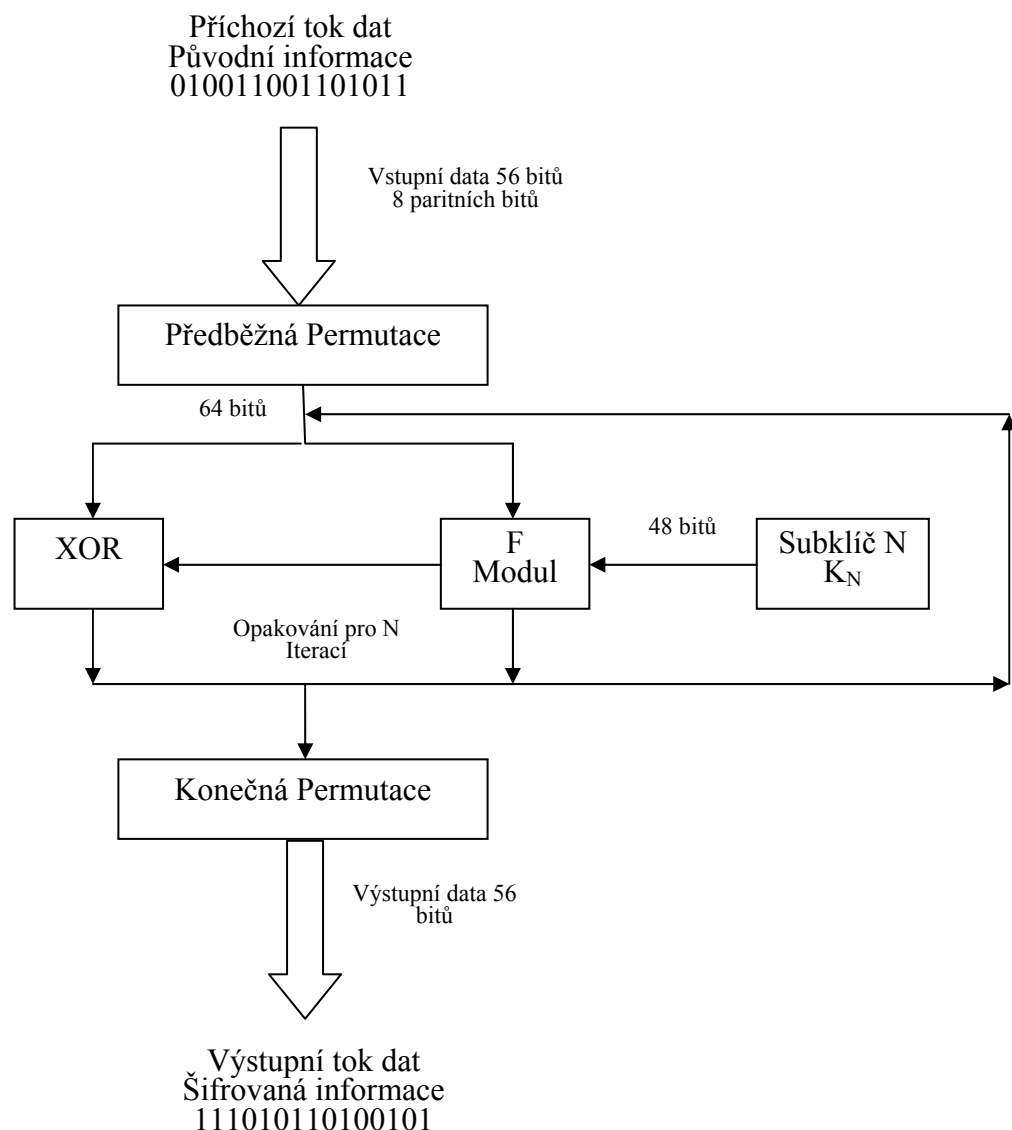 Příchozí tok dat
Původní informace
010011001101011
Vstupní data 56 bitů
8 paritních bitů
Předběžná Permutace
64 bitů
XOR
F
Modul
48 bitů
Subklíč N
K_N
Opakování pro N
Iterací
Konečná Permutace
Výstupní data 56
bitů
Výstupní tok dat
Šifrovaná informace
111010110100101